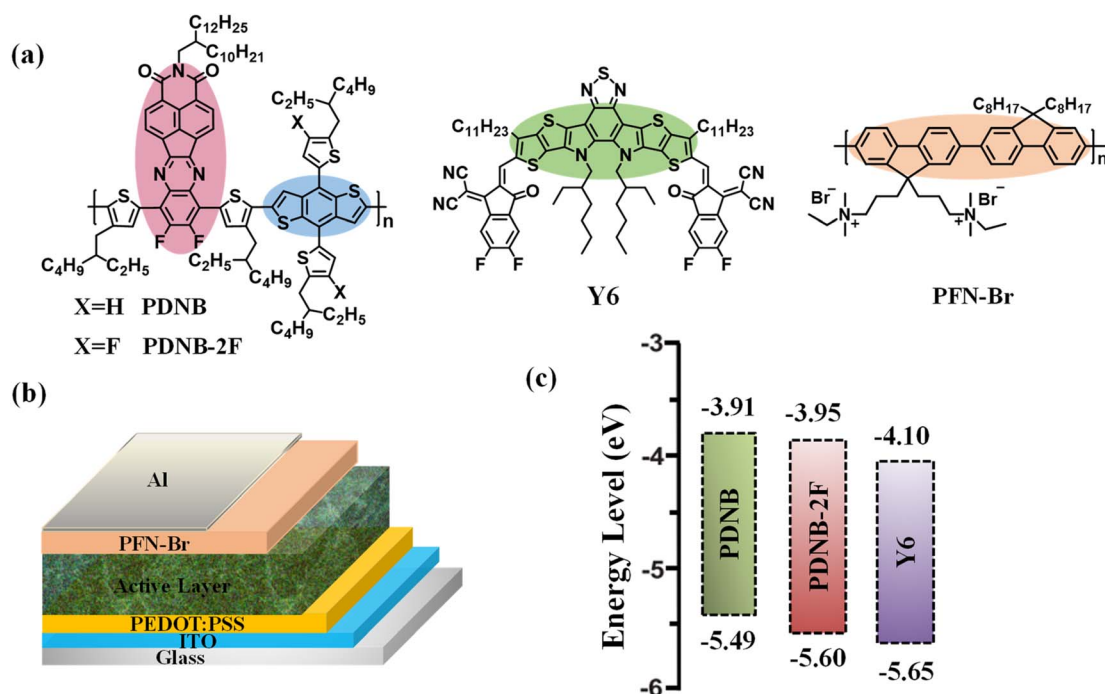 (a)
C12H25
C10H21
O N O
C2H5 C4H9
X
S
N N
S S S S
n
F F
C4H9 C2H5
C2H5 C4H9
S
X
C4H9 C2H5
X=H PDNB
X=F PDNB-2F
S
N N
C11H23 C11H23
S S S S
N N
NC CN
O O
CN CN
F F F F
Y6
C8H17 C8H17
n
Br- Br-
N+ N+
PFN-Br
(b)
Al
PFN-Br
Active Layer
PEDOT:PSS
ITO
Glass
(c)
Energy Level (eV)
-3
-4
-5
-6
-3.91
PDNB
-5.49
-3.95
PDNB-2F
-5.60
-4.10
Y6
-5.65